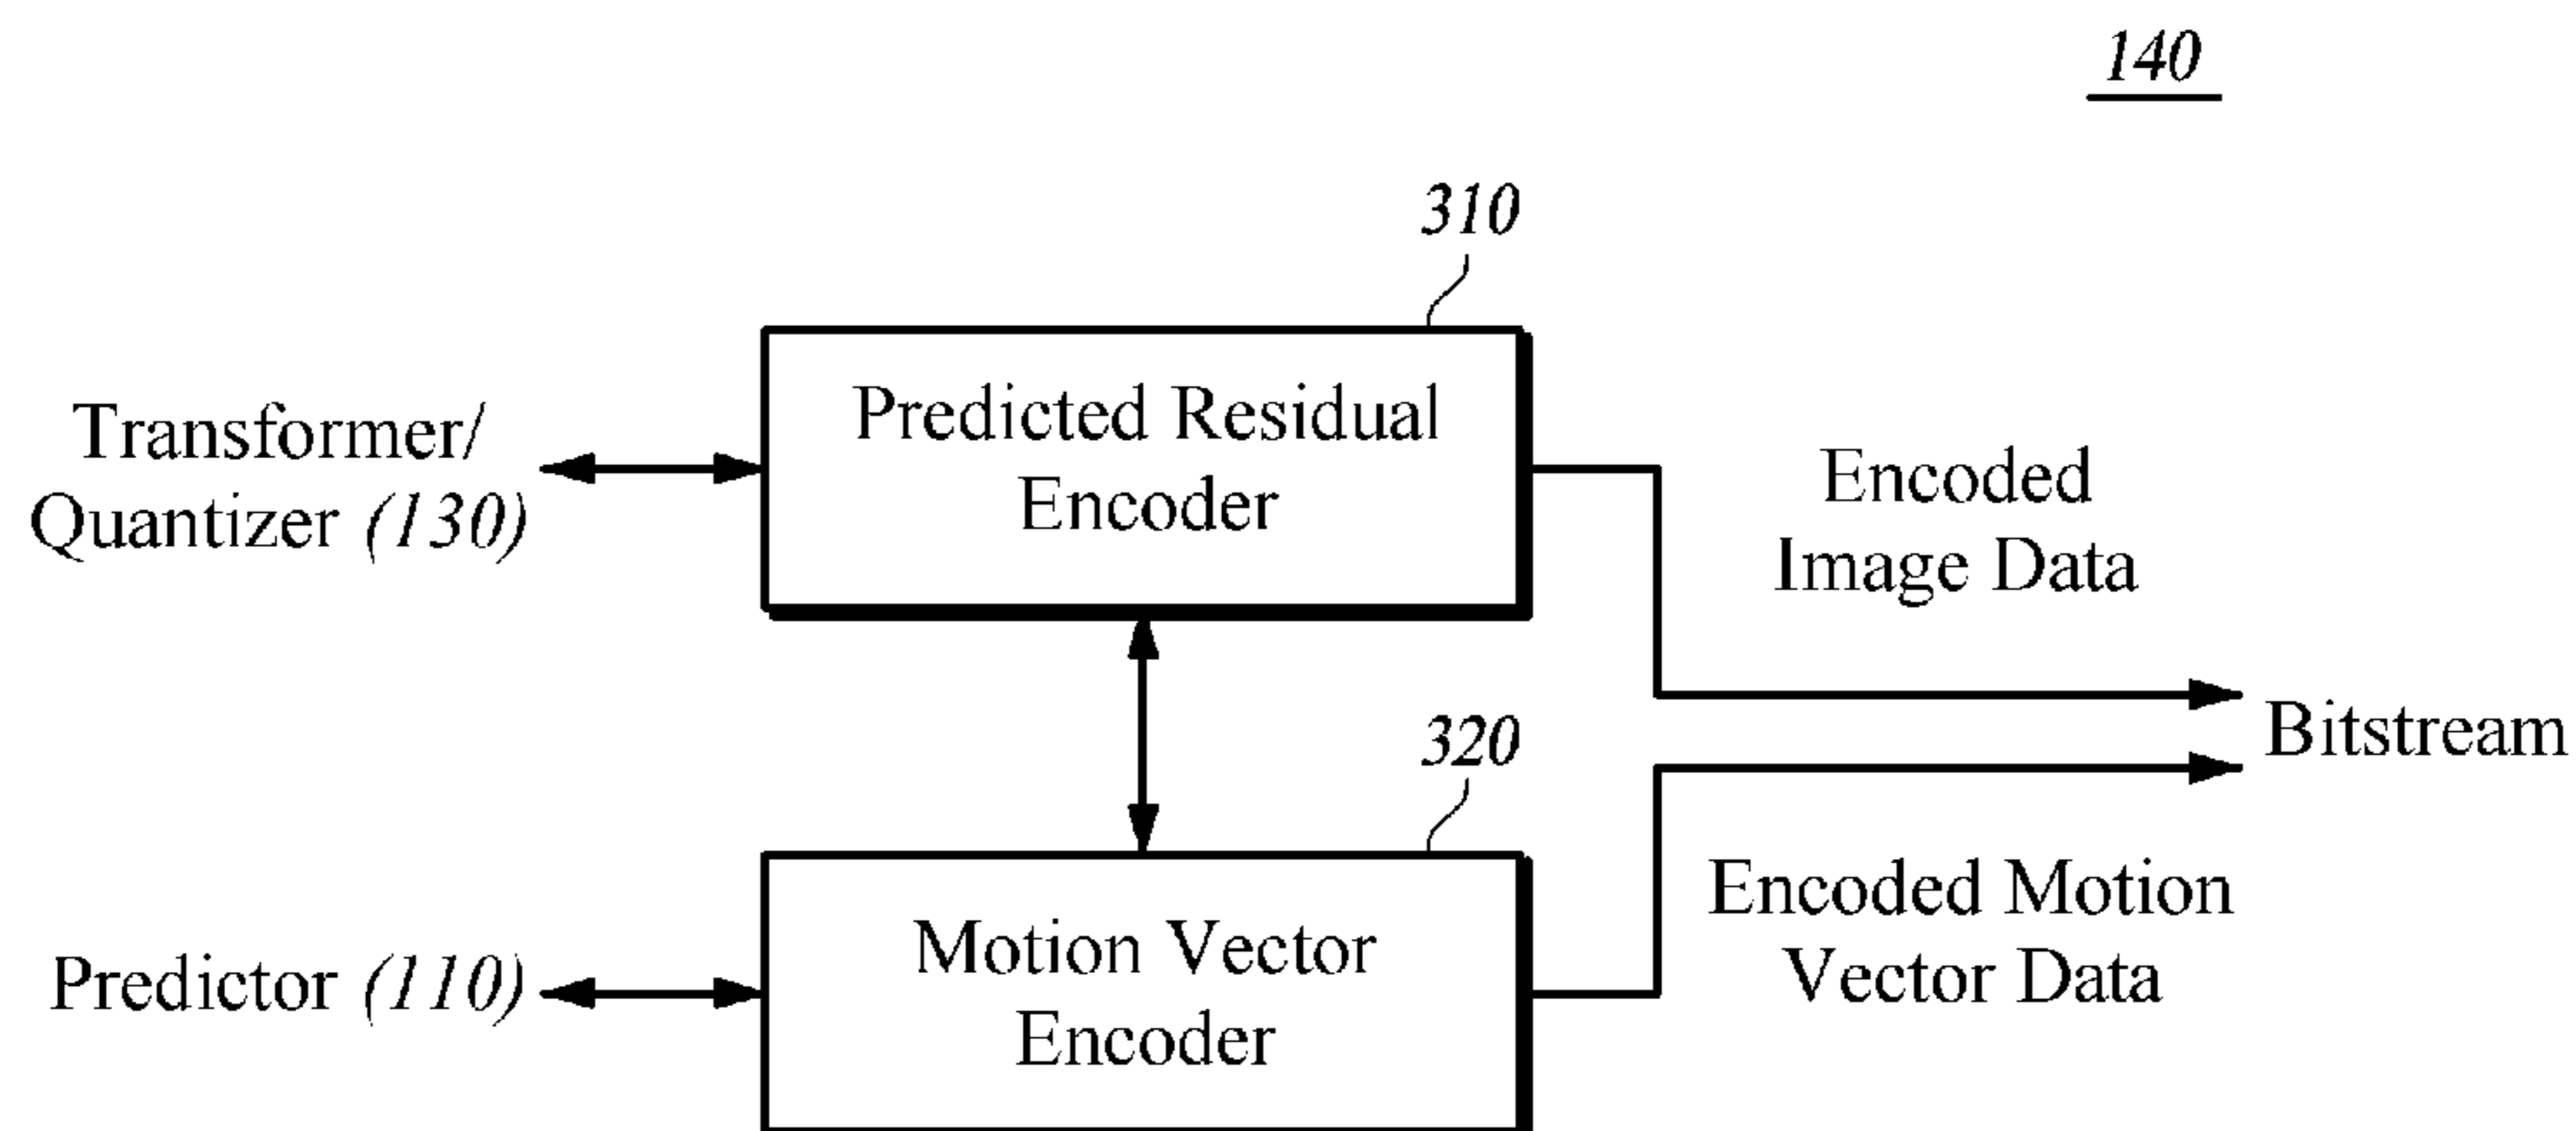 140
310
Predicted Residual
Encoder
Transformer/
Quantizer (130)
Encoded
Image Data
Bitstream
320
Motion Vector
Encoder
Predictor (110)
Encoded Motion
Vector Data